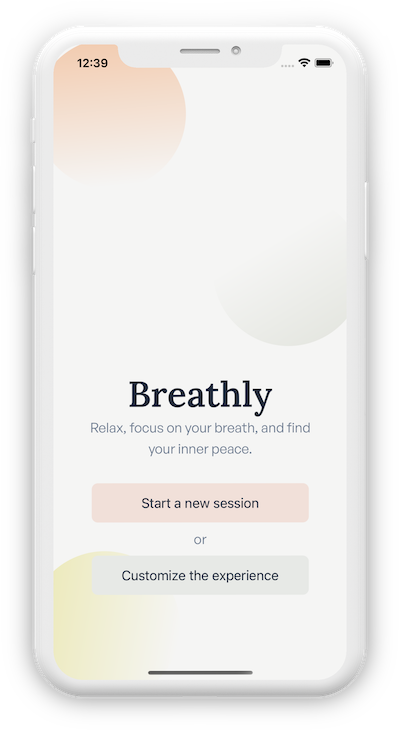 12:39
Breathly
Relax, focus on your breath, and find
your inner peace.
Start a new session
or
Customize the experience